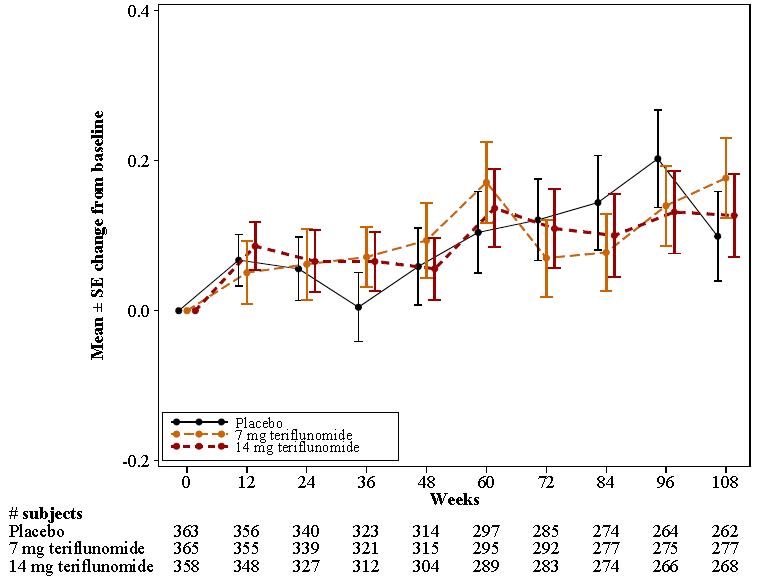 Mean ± SE change from baseline
0.4
0.2
0.0
-0.2
Placebo
7 mg teriflunomide
14 mg teriflunomide
0 12 24 36 48 60 72 84 96 108
Weeks
# subjects
Placebo 363 356 340 323 314 297 285 274 264 262
7 mg teriflunomide 365 355 339 321 315 295 292 277 275 277
14 mg teriflunomide 358 348 327 312 304 289 283 274 266 268